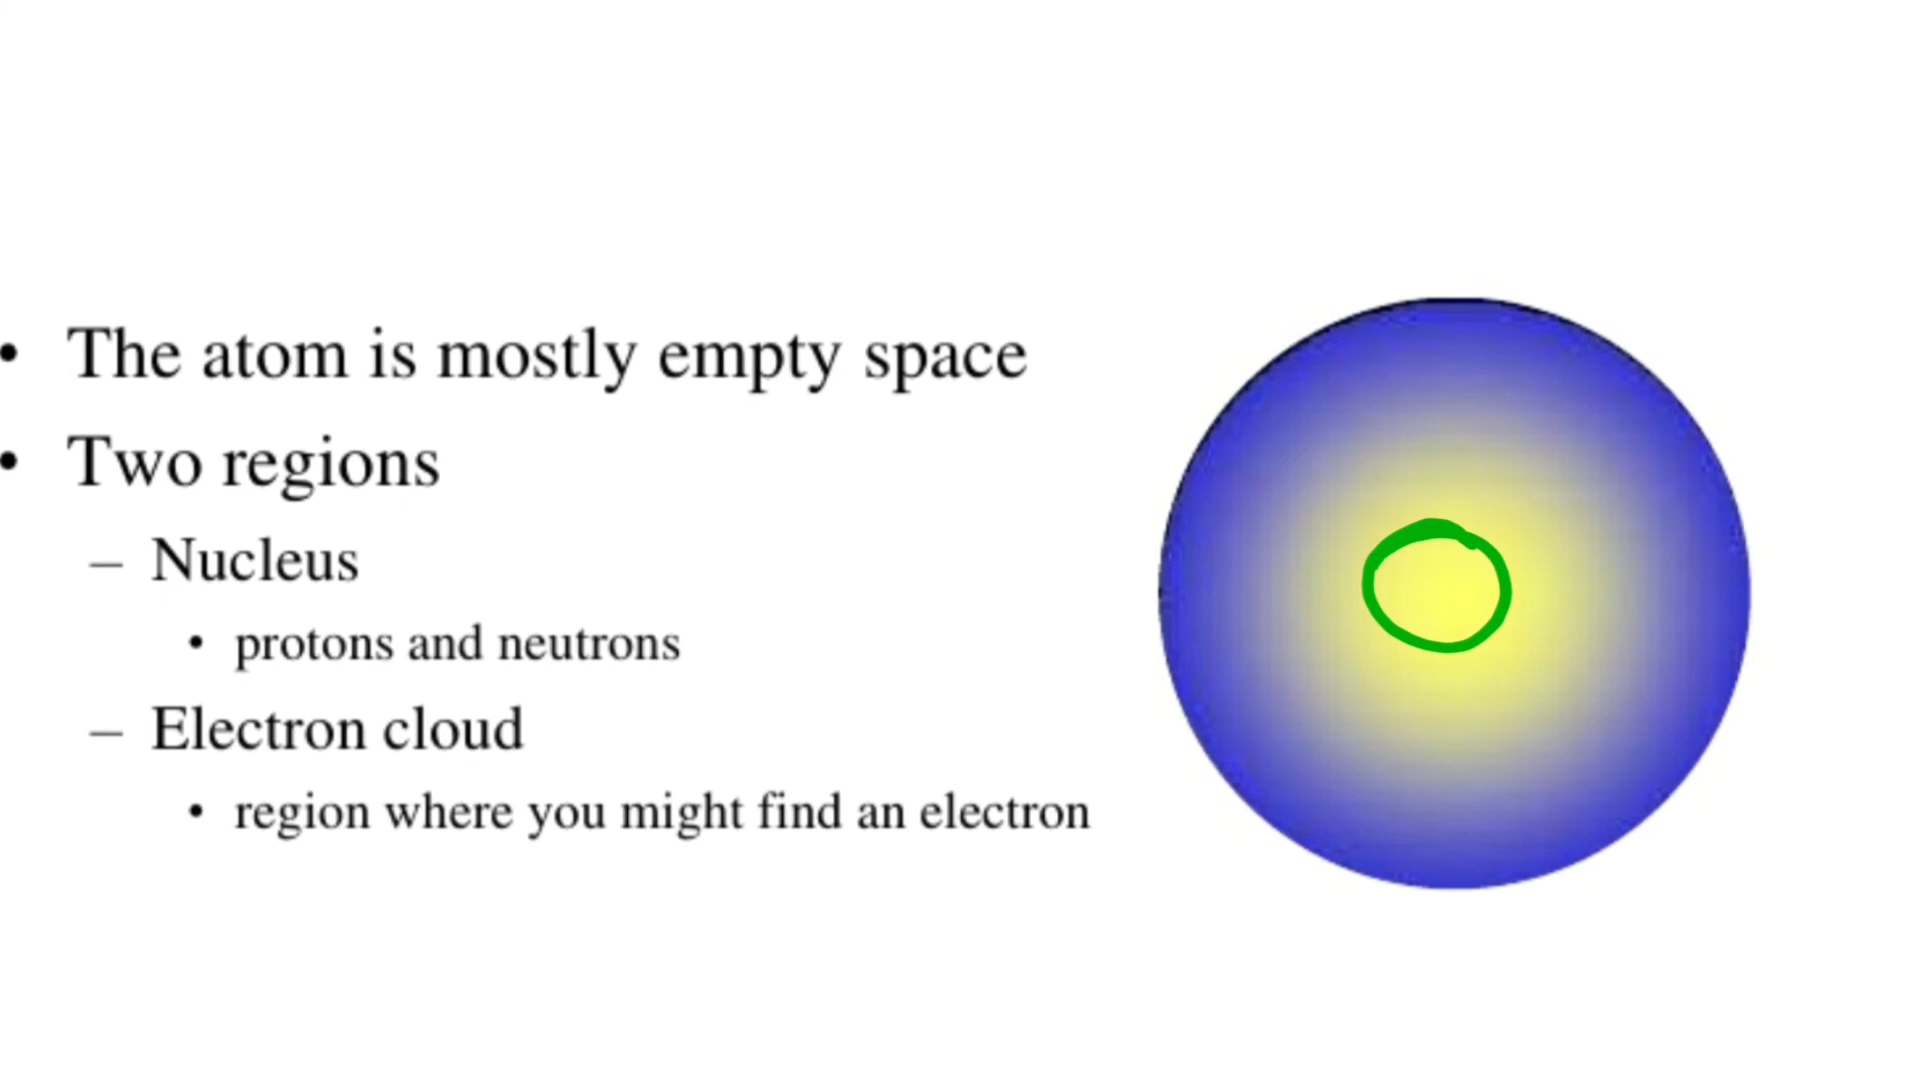 • The atom is mostly empty space
• Two regions
– Nucleus
• protons and neutrons
– Electron cloud
• region where you might find an electron